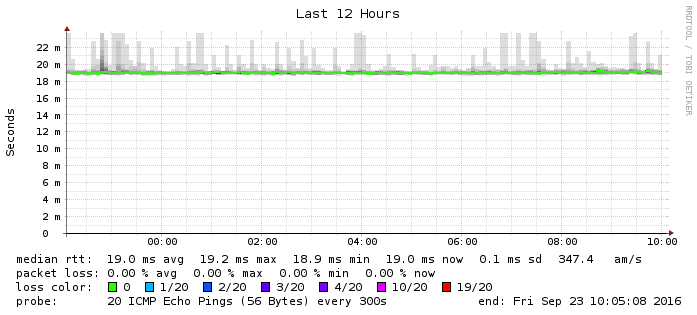 Last 12 Hours
RRDTOOL / TOBI OETIKER
Seconds
22 m
20 m
18 m
16 m
14 m
12 m
10 m
8 m
6 m
4 m
2 m
0
00:00 02:00 04:00 06:00 08:00 10:00
median rtt: 19.0 ms avg 19.2 ms max 18.9 ms min 19.0 ms now 0.1 ms sd 347.4 am/s
packet loss: 0.00 % avg 0.00 % max 0.00 % min 0.00 % now
loss color: 0 1/20 2/20 3/20 4/20 10/20 19/20
probe: 20 ICMP Echo Pings (56 Bytes) every 300s end: Fri Sep 23 10:05:08 2016